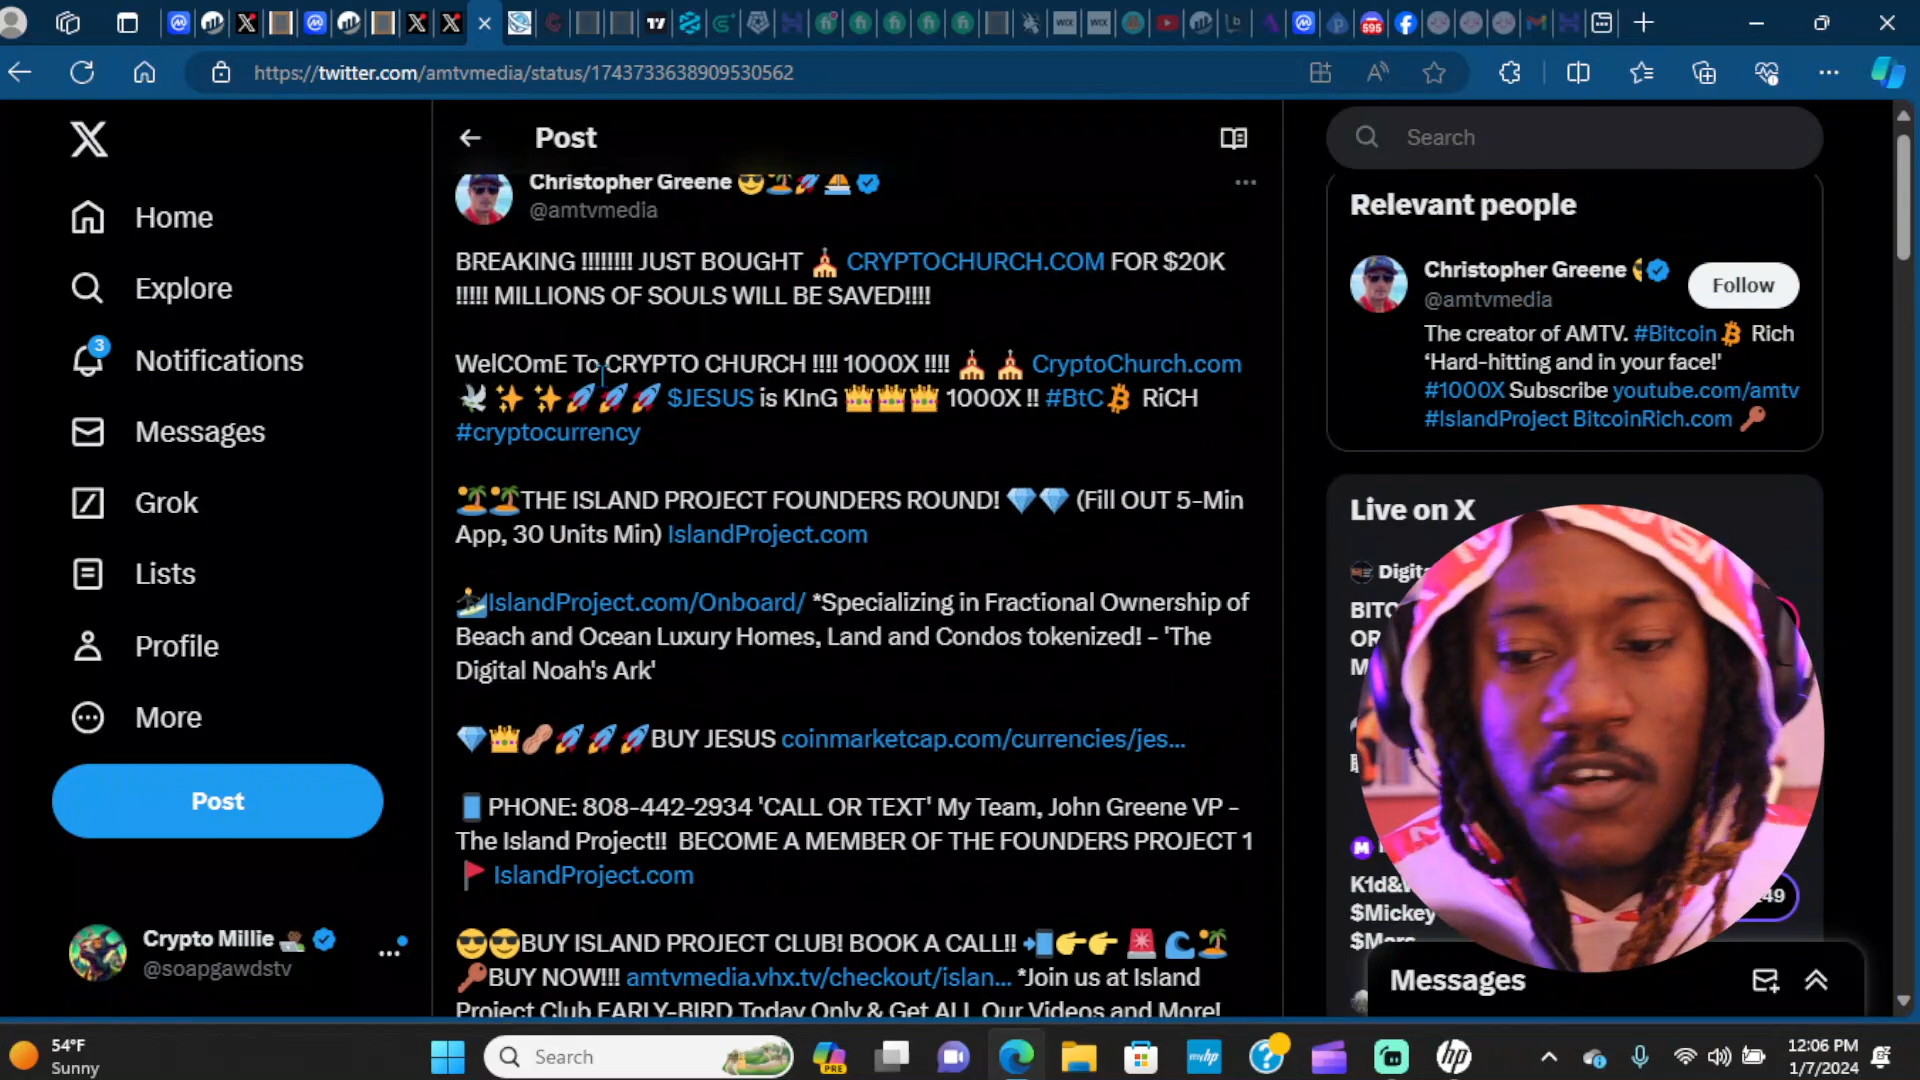 https://twitter.com/amtvmedia/status/1743733638909530562
595
Home
Explore
3
Notifications
Messages
Grok
Lists
Profile
More
Post
Crypto Millie
@soapgawdstv
Post
Christopher Greene
@amtvmedia
BREAKING !!!!!!!! JUST BOUGHT CRYPTOCHURCH.COM FOR $20K
!!!!! MILLIONS OF SOULS WILL BE SAVED!!!!
WelCOmE To CRYPTO CHURCH !!!! 1000X !!!! CryptoChurch.com
$JESUS is KInG 1000X !! #BtC RiCH
#cryptocurrency
THE ISLAND PROJECT FOUNDERS ROUND! (Fill OUT 5-Min
App, 30 Units Min) IslandProject.com
IslandProject.com/Onboard/ *Specializing in Fractional Ownership of
Beach and Ocean Luxury Homes, Land and Condos tokenized! - 'The
Digital Noah's Ark'
BUY JESUS coinmarketcap.com/currencies/jes...
PHONE: 808-442-2934 'CALL OR TEXT' My Team, John Greene VP -
The Island Project!! BECOME A MEMBER OF THE FOUNDERS PROJECT 1
IslandProject.com
BUY ISLAND PROJECT CLUB! BOOK A CALL!!
BUY NOW!!! amtvmedia.vhx.tv/checkout/islan... *Join us at Island
Project Club EARLY-BIRD Today Only & Get ALL Our Videos and More!
Search
Relevant people
Christopher Greene
@amtvmedia
Follow
The creator of AMTV. #Bitcoin Rich
'Hard-hitting and in your face!'
#1000X Subscribe youtube.com/amtv
#IslandProject BitcoinRich.com
Live on X
Digit
BITC
OR
M
K1d&
$Mickey
$Mars
49
Messages
54°F
Sunny
Search
PRE
myhp
12:06 PM
1/7/2024